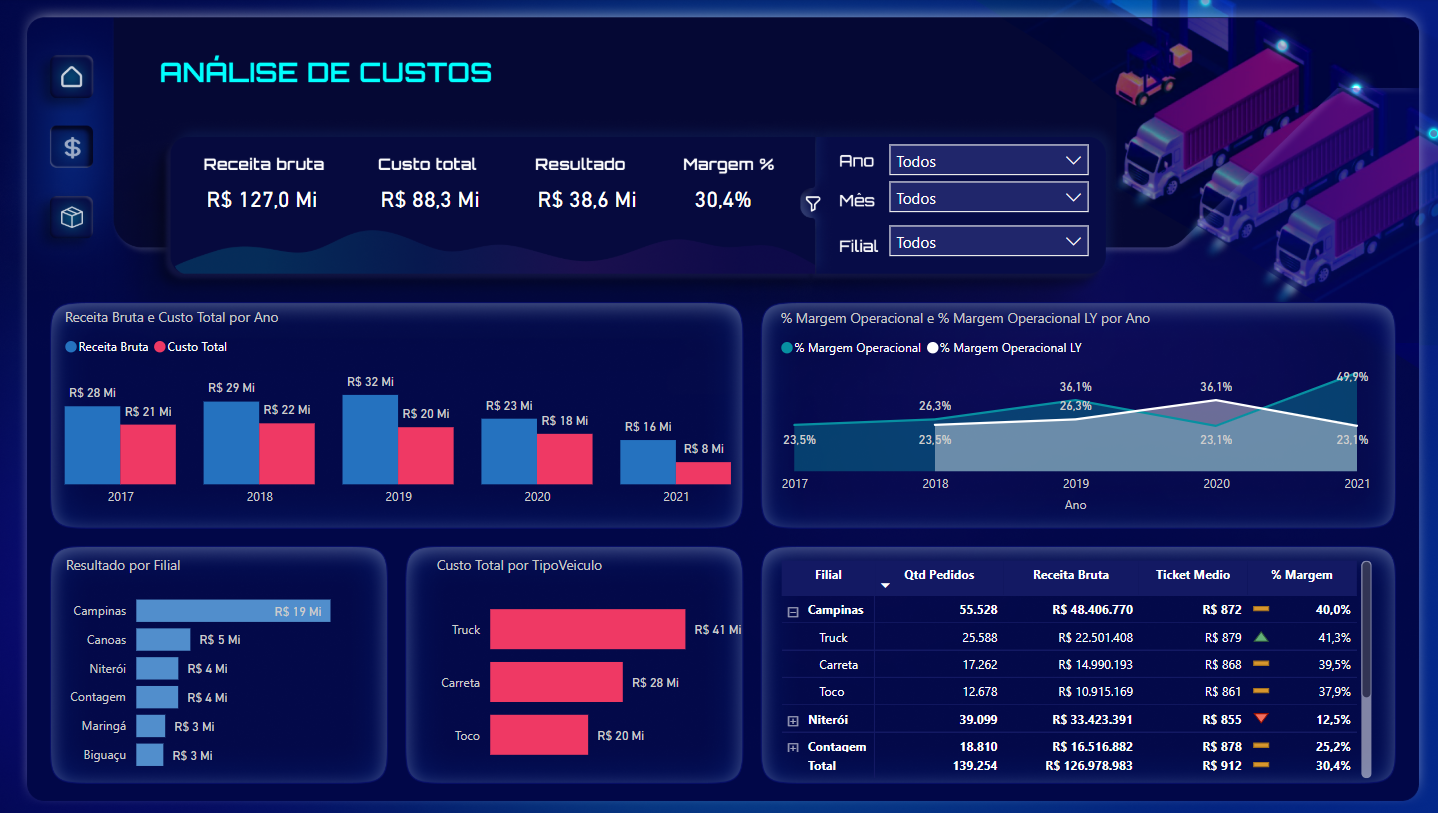 ANÁLISE DE CUSTOS
Receita bruta Custo total Resultado Margem %
R$ 127,0 Mi R$ 88,3 Mi R$ 38,6 Mi 30,4%
Ano Todos
Mês Todos
Filial Todos
Receita Bruta e Custo Total por Ano
Receita Bruta Custo Total
R$ 28 Mi R$ 21 Mi R$ 29 Mi R$ 22 Mi R$ 32 Mi R$ 20 Mi R$ 23 Mi R$ 18 Mi R$ 16 Mi R$ 8 Mi
2017 2018 2019 2020 2021
% Margem Operacional e % Margem Operacional LY por Ano
% Margem Operacional % Margem Operacional LY
23,5% 26,3% 36,1% 23,1% 49,9%
23,5% 26,3% 36,1% 23,1%
2017 2018 2019 2020 2021
Ano
Resultado por Filial
Campinas R$ 19 Mi
Canoas R$ 5 Mi
Niterói R$ 4 Mi
Contagem R$ 4 Mi
Maringá R$ 3 Mi
Biguaçu R$ 3 Mi
Custo Total por TipoVeiculo
Truck R$ 41 Mi
Carreta R$ 28 Mi
Toco R$ 20 Mi
Filial Qtd Pedidos Receita Bruta Ticket Medio % Margem
Campinas 55.528 R$ 48.406.770 R$ 872 40,0%
Truck 25.588 R$ 22.501.408 R$ 879 41,3%
Carreta 17.262 R$ 14.990.193 R$ 868 39,5%
Toco 12.678 R$ 10.915.169 R$ 861 37,9%
Niterói 39.099 R$ 33.423.391 R$ 855 12,5%
Contagem 18.810 R$ 16.516.882 R$ 878 25,2%
Total 139.254 R$ 126.978.983 R$ 912 30,4%